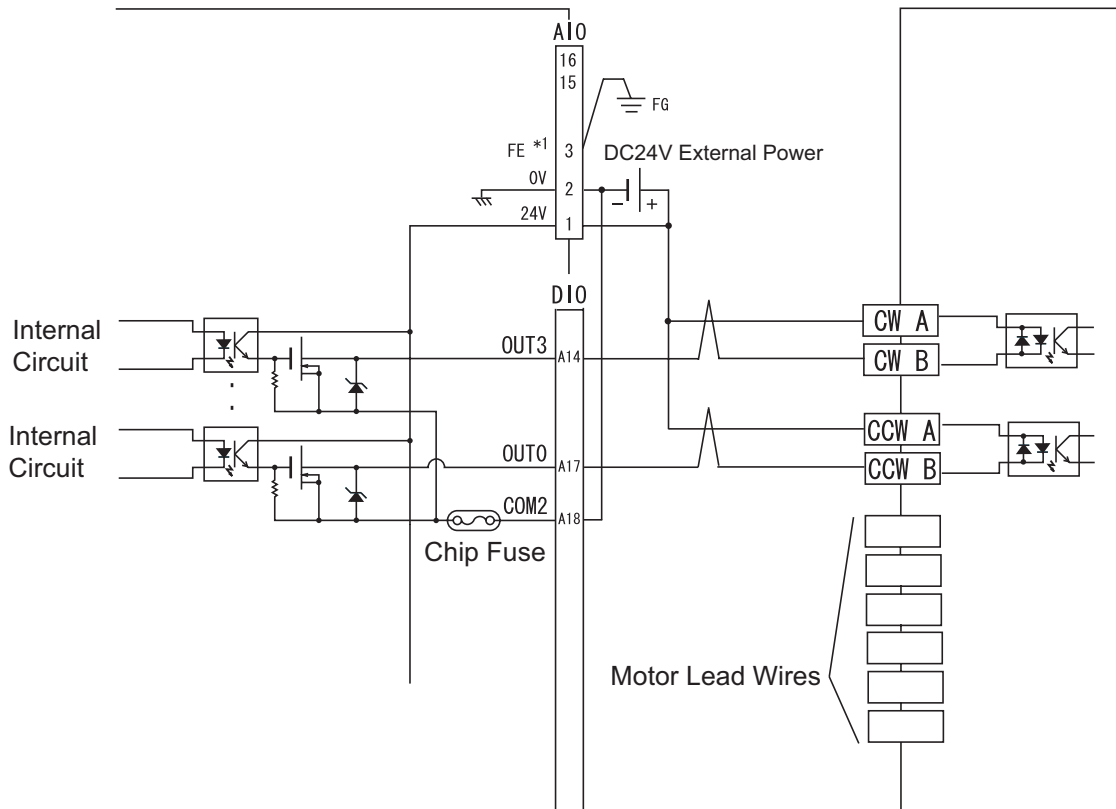 AIO
16
15
FG
FE *1
3
DC24V External Power
0V
2
−
+
24V
1
DIO
Internal
Circuit
OUT3
A14
CW A
CW B
Internal
Circuit
OUT0
A17
CCW A
CCW B
COM2
A18
Chip Fuse
Motor Lead Wires